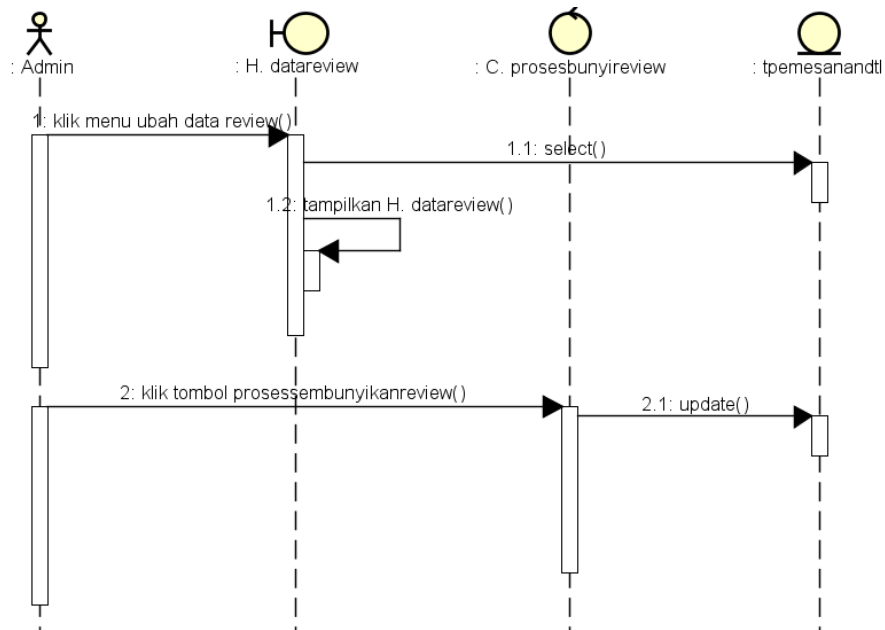 : Admin
: H. datareview
: C. prosesbunyireview
: tpemesanandtl
1: klik menu ubah data review()
1.1: select()
1.2: tampilkan H. datareview()
2: klik tombol prosessembunyikanreview()
2.1: update()